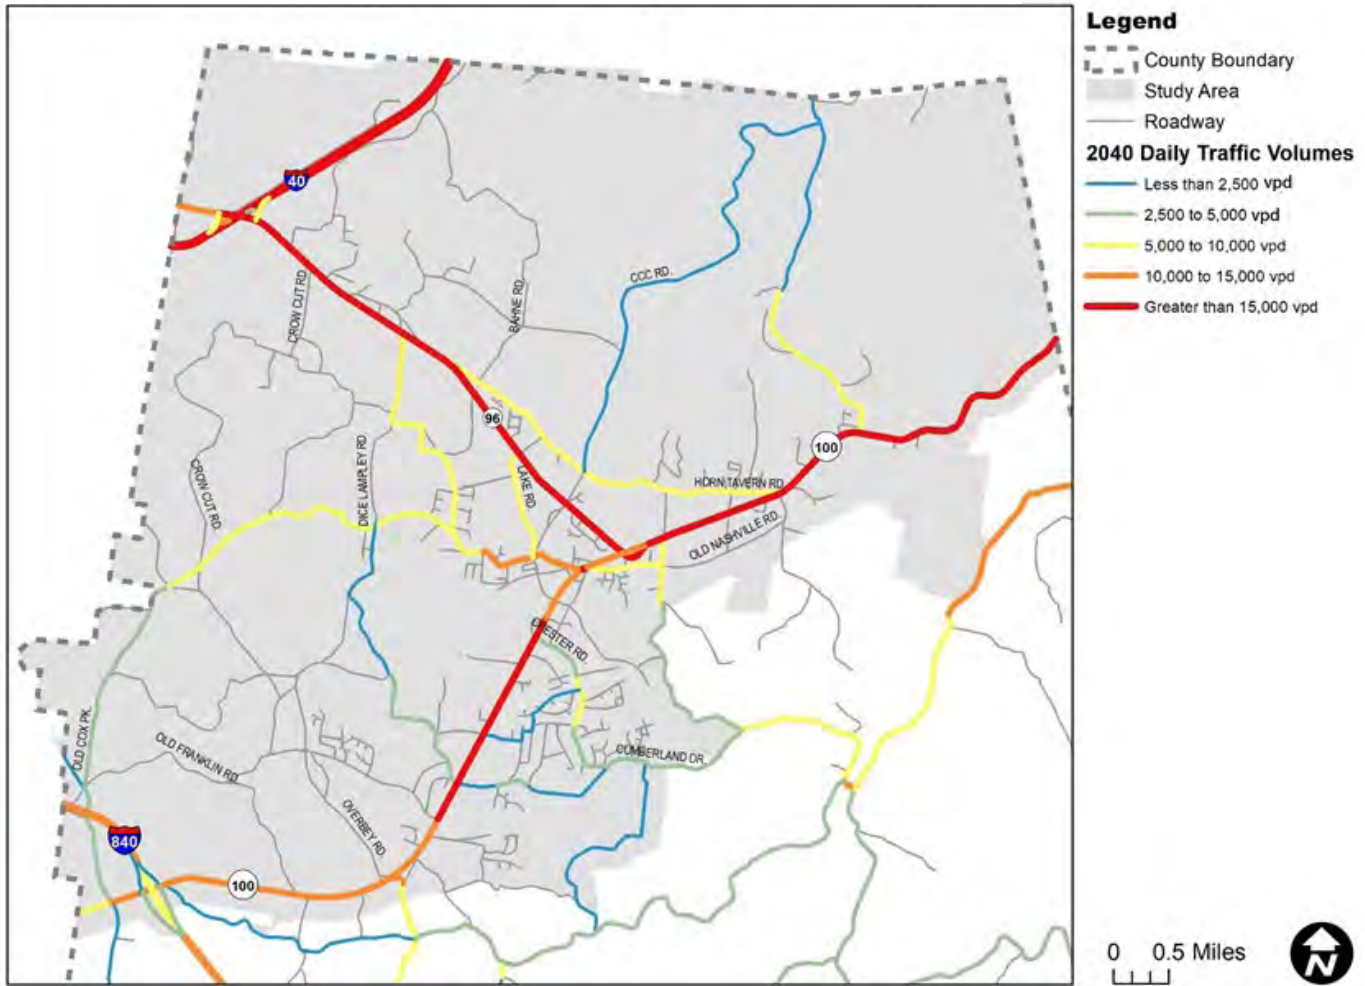 Legend
County Boundary
Study Area
Roadway
2040 Daily Traffic Volumes
Less than 2,500 vpd
2,500 to 5,000 vpd
5,000 to 10,000 vpd
10,000 to 15,000 vpd
Greater than 15,000 vpd
40
CROW CUT RD
BAHNE RD.
CCC RD.
96
100
CROW CUT RD.
DICE LAMPLEY RD
LAKE RD.
HORN TAVERN RD.
OLD NASHVILLE RD.
CHESTER RD.
OLD COX PK.
OLD FRANKLIN RD.
CUMBERLAND DR.
OVERBEY RD.
840
100
0 0.5 Miles
N